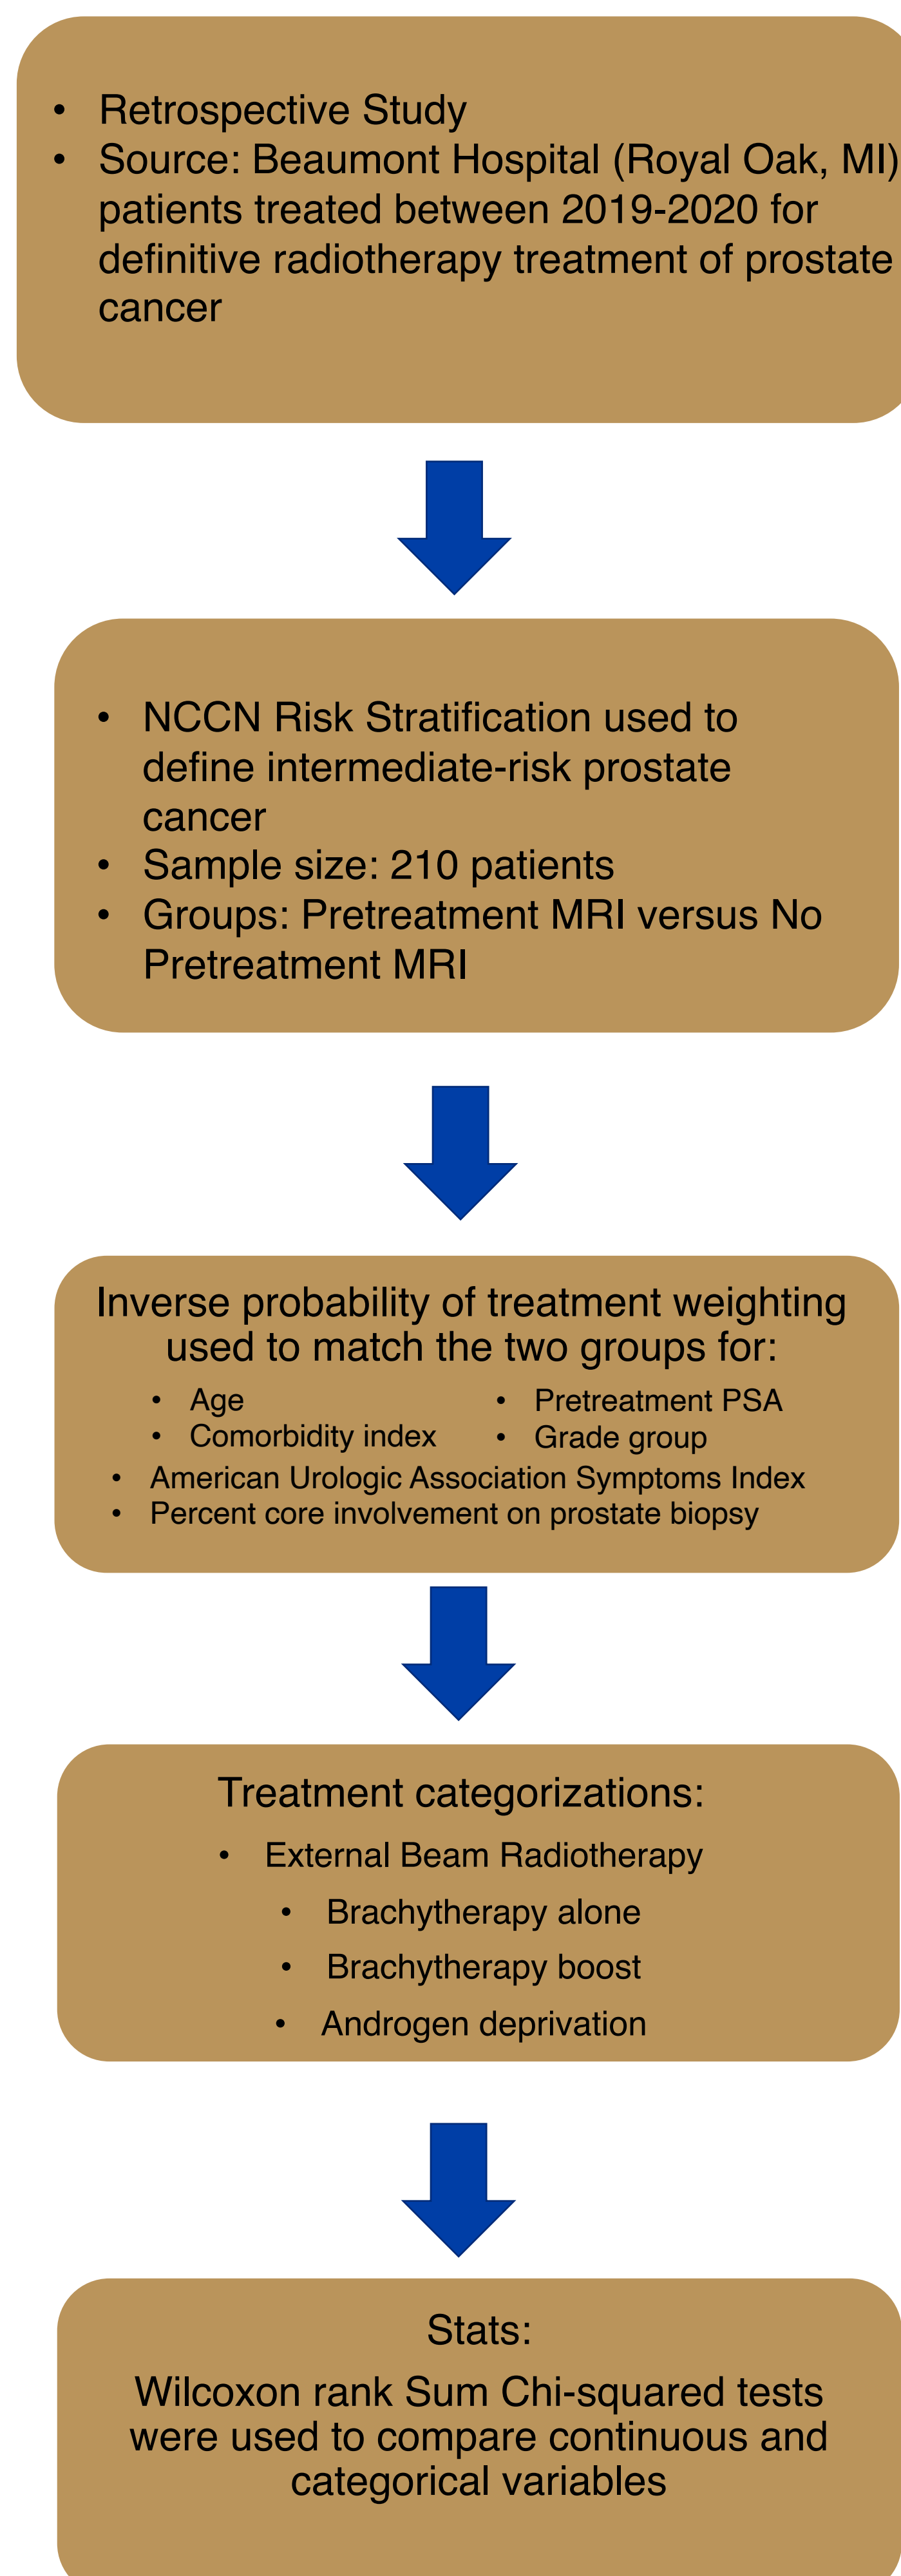 • Retrospective Study
• Source: Beaumont Hospital (Royal Oak, MI)
patients treated between 2019-2020 for
definitive radiotherapy treatment of prostate
cancer
• NCCN Risk Stratification used to
define intermediate-risk prostate
cancer
• Sample size: 210 patients
• Groups: Pretreatment MRI versus No
Pretreatment MRI
Inverse probability of treatment weighting
used to match the two groups for:
• Age • Pretreatment PSA
• Comorbidity index • Grade group
• American Urologic Association Symptoms Index
• Percent core involvement on prostate biopsy
Treatment categorizations:
• External Beam Radiotherapy
• Brachytherapy alone
• Brachytherapy boost
• Androgen deprivation
Stats:
Wilcoxon rank Sum Chi-squared tests
were used to compare continuous and
categorical variables